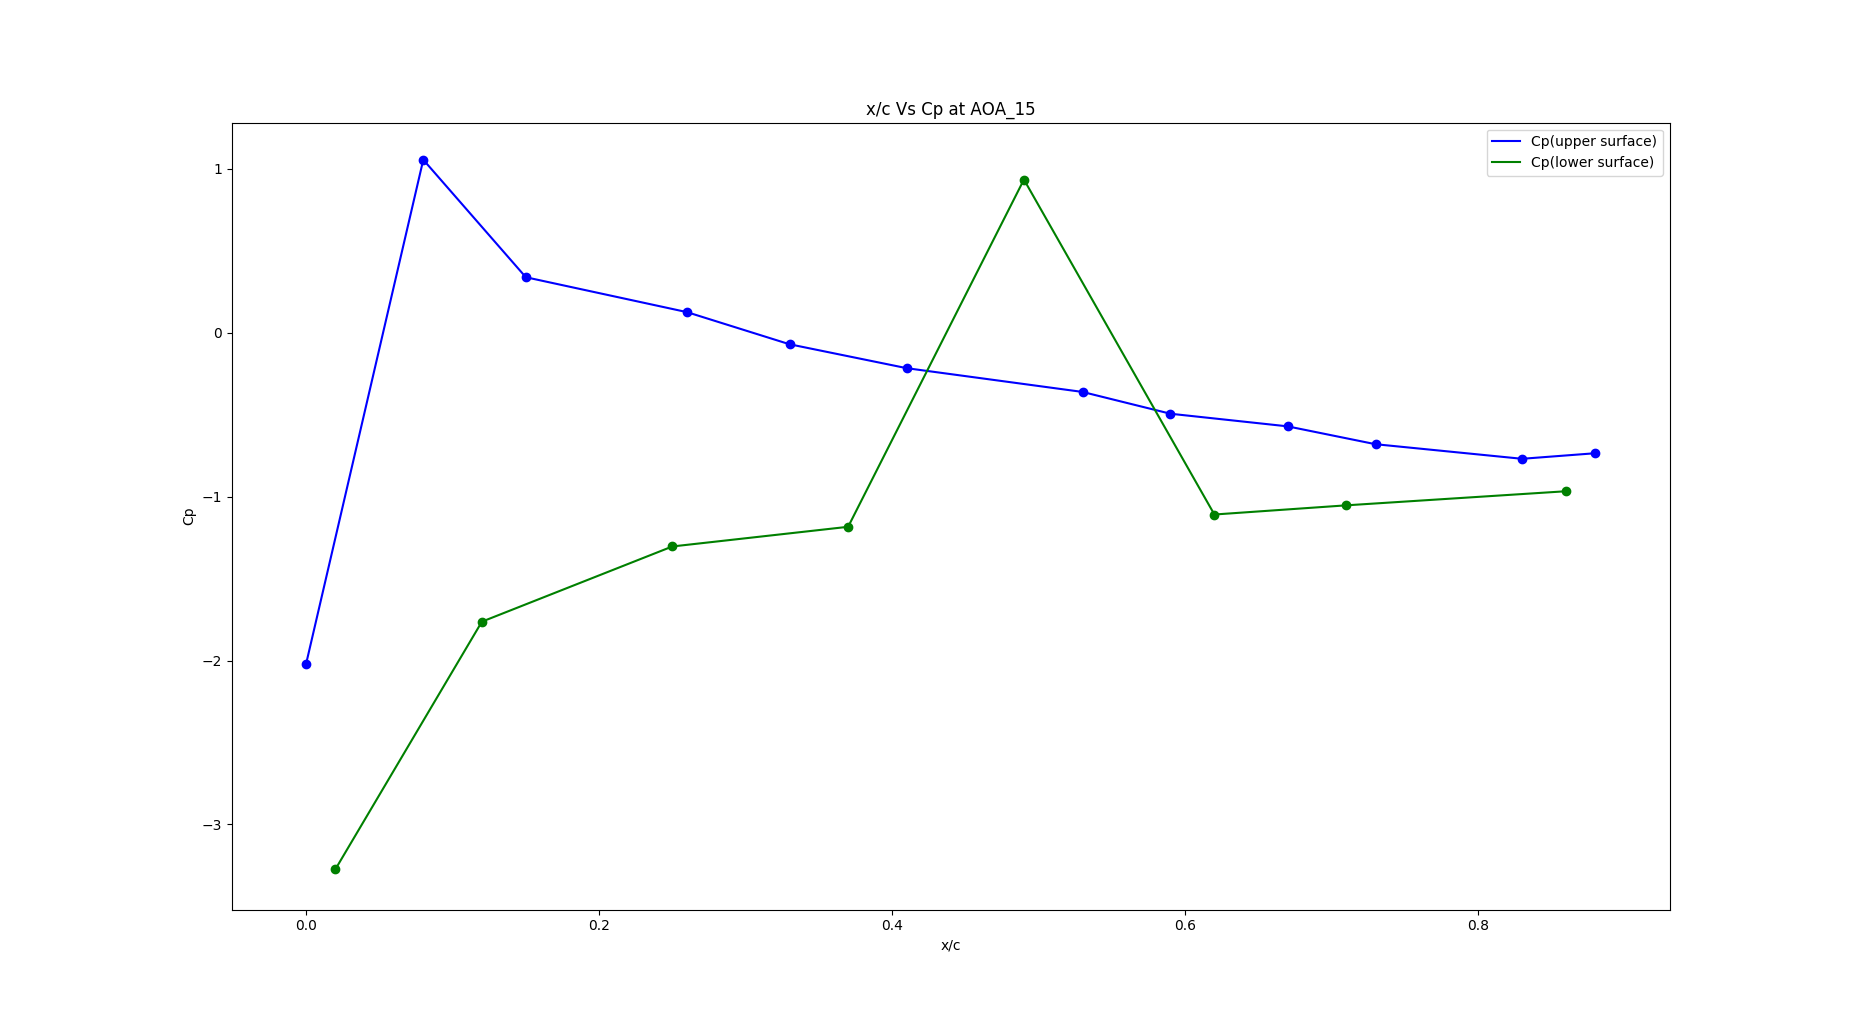 x/c Vs Cp at AOA_15
Cp(upper surface)
Cp(lower surface)
1
0
−1
−2
−3
Cp
0.0 0.2 0.4 0.6 0.8
x/c